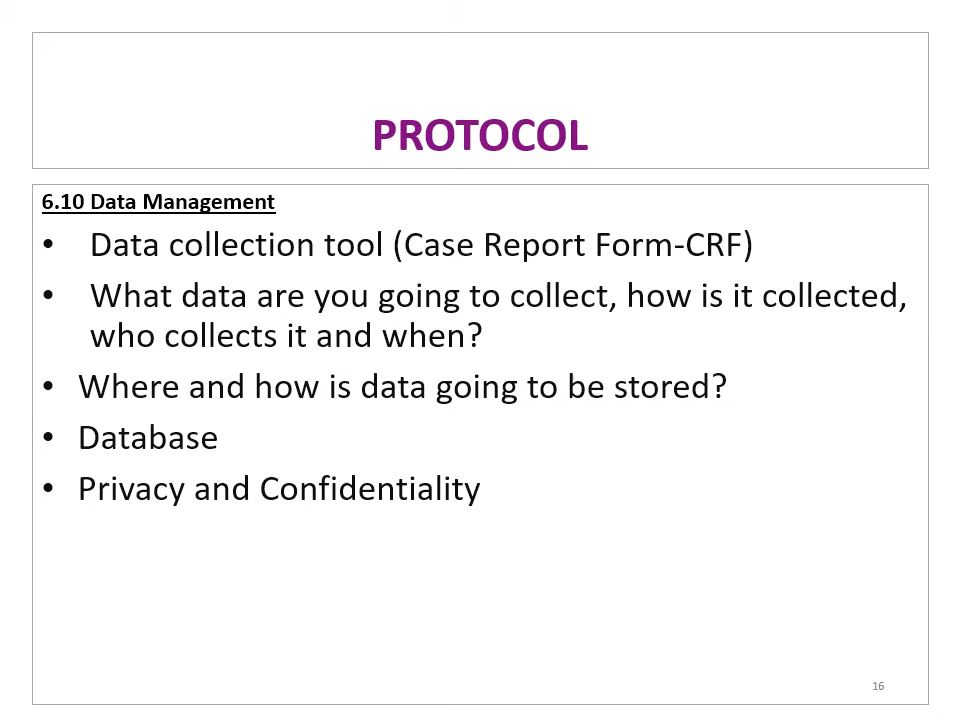 PROTOCOL
6.10 Data Management
• Data collection tool (Case Report Form-CRF)
• What data are you going to collect, how is it collected,
who collects it and when?
• Where and how is data going to be stored?
• Database
• Privacy and Confidentiality
16